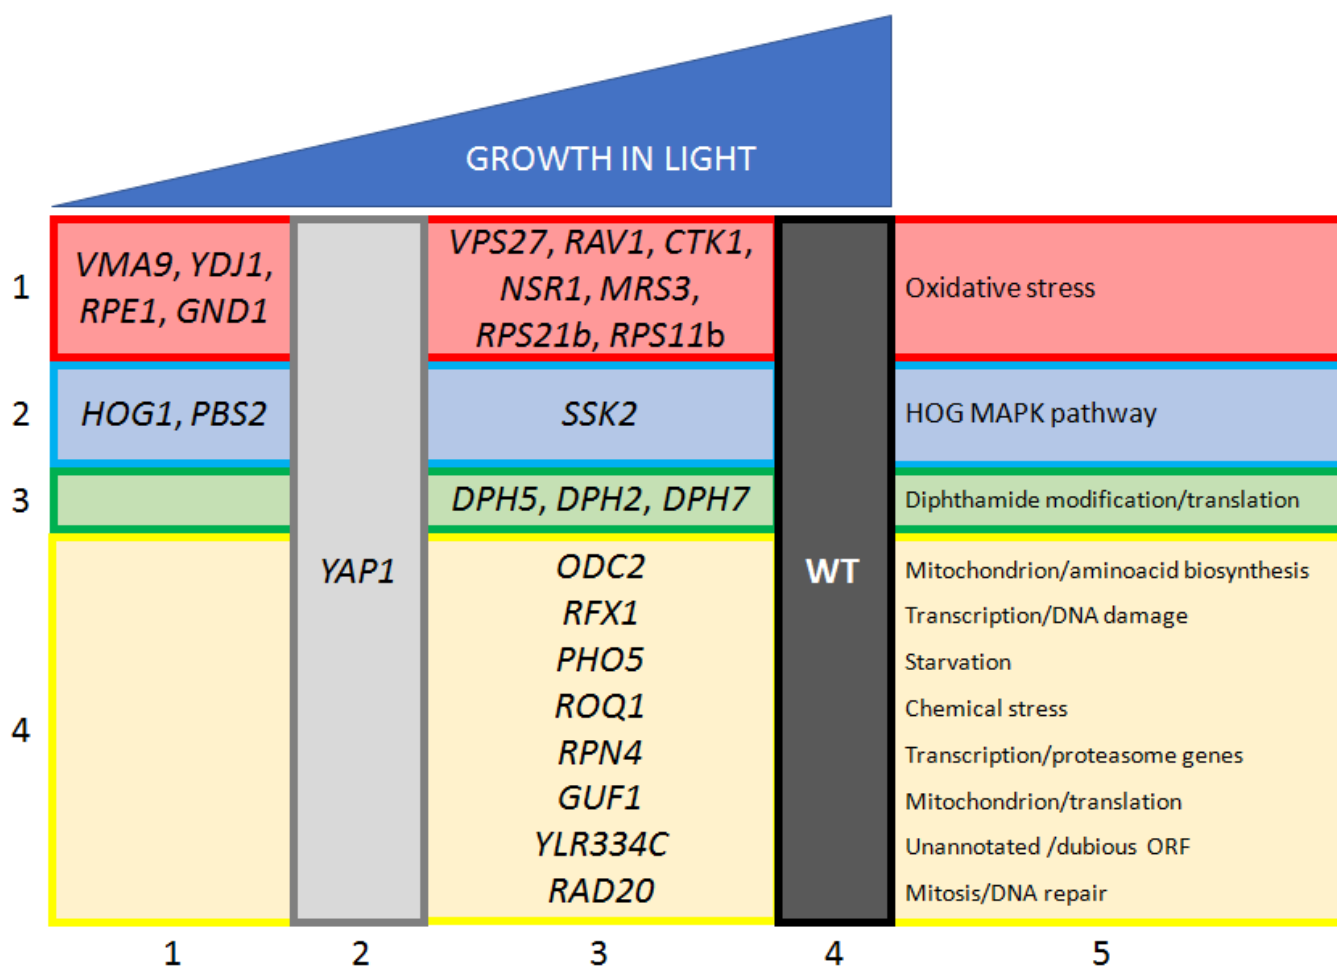 GROWTH IN LIGHT
1
VMA9, YDJ1,
RPE1, GND1
VPS27, RAV1, CTK1,
NSR1, MRS3,
RPS21b, RPS11b
Oxidative stress
2
HOG1, PBS2
SSK2
HOG MAPK pathway
3
DPH5, DPH2, DPH7
Diphthamide modification/translation
4
YAP1
WT
ODC2
Mitochondrion/aminoacid biosynthesis
RFX1
Transcription/DNA damage
PHO5
Starvation
ROQ1
Chemical stress
RPN4
Transcription/proteasome genes
GUF1
Mitochondrion/translation
YLR334C
Unannotated /dubious ORF
RAD20
Mitosis/DNA repair
1
2
3
4
5